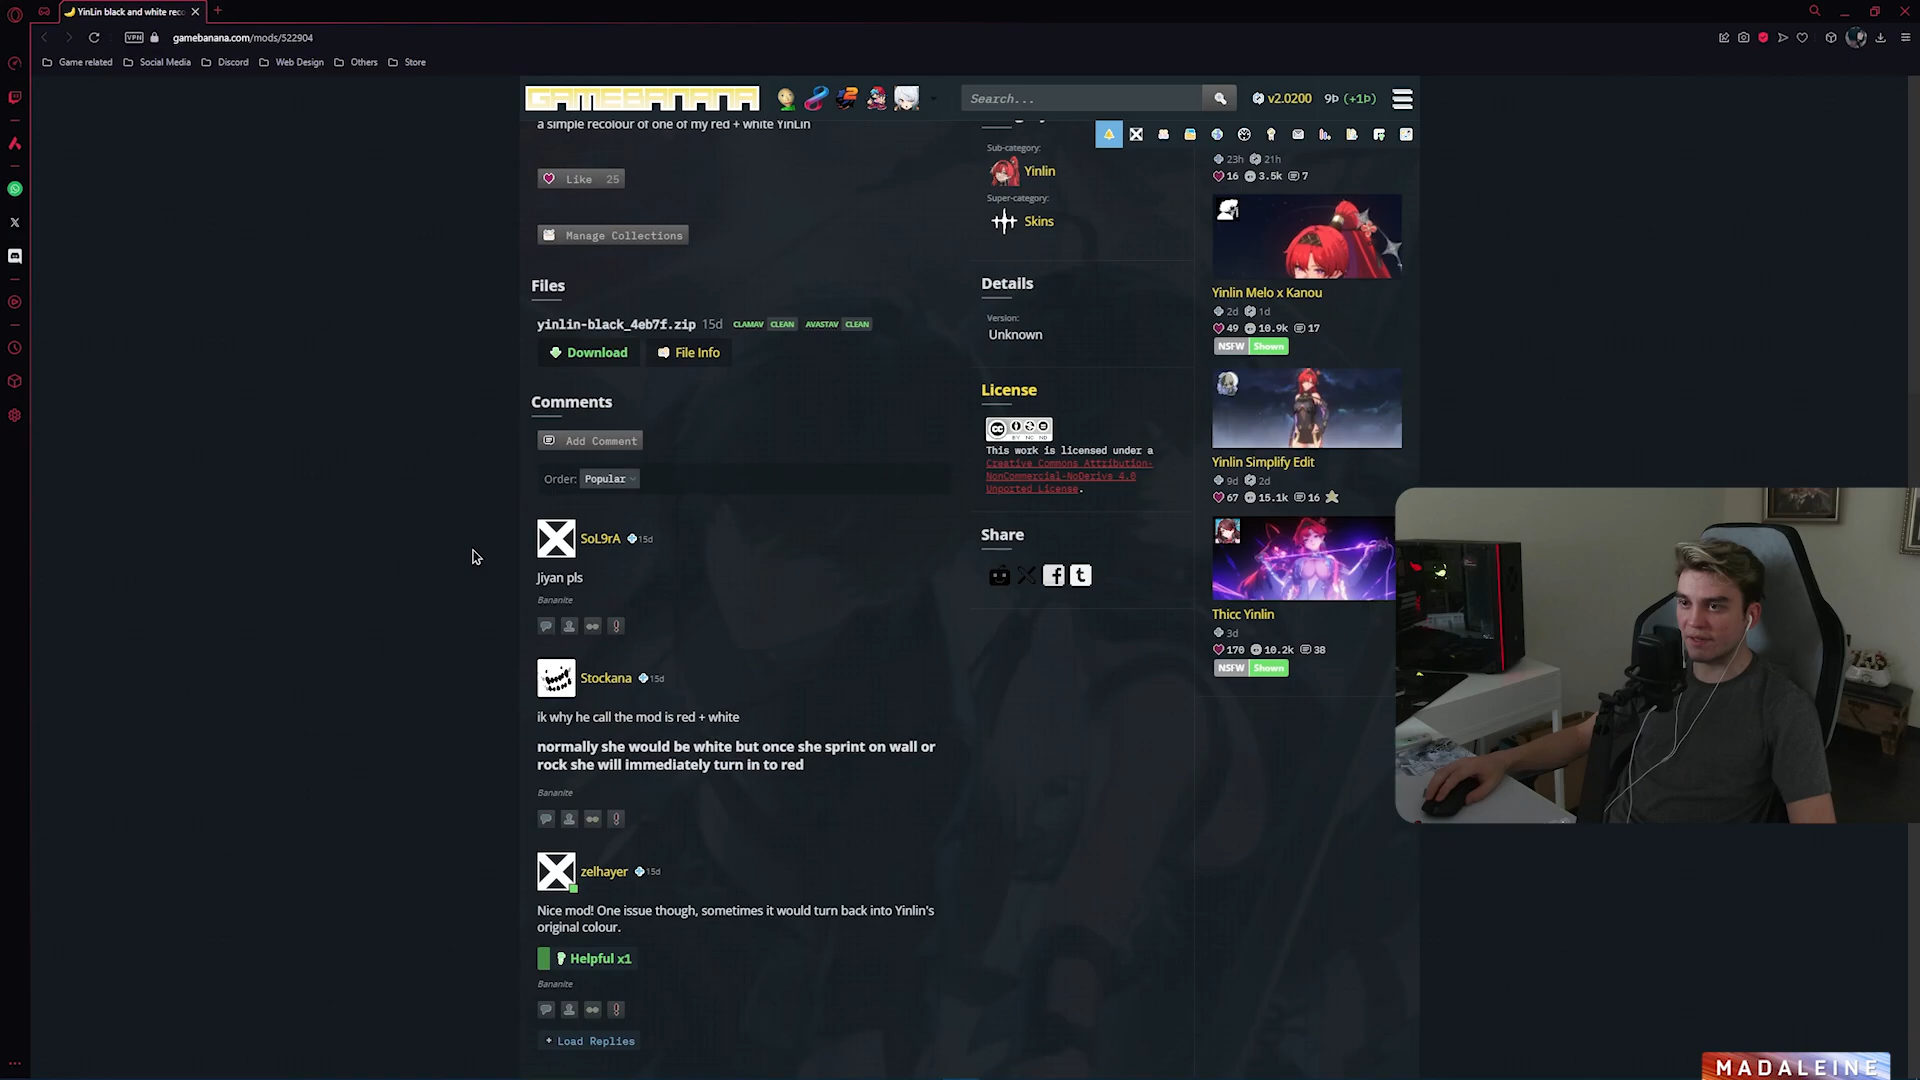 YinLin black and white rec
VPN
gamebanana.com/mods/522904
Game related
Social Media
Discord
Web Design
Others
Store
GAMEBANANA
Search...
v2.0200
9Þ (+1Þ)
a simple recolour of one of my red + white YinLin
Like 25
Manage Collections
Files
yinlin-black_4eb7f.zip 15d CLAMAV CLEAN AVASTAV CLEAN
Download
File Info
Comments
Add Comment
Order: Popular
SoL9rA 15d
Jiyan pls
Bananite
Stockana 15d
ik why he call the mod is red + white
normally she would be white but once she sprint on wall or
rock she will immediately turn in to red
Bananite
zelhayer 15d
Nice mod! One issue though, sometimes it would turn back into Yinlin's
original colour.
Helpful x1
Bananite
+ Load Replies
Sub-category:
Yinlin
Super-category:
Skins
Details
Version:
Unknown
License
CC BY NC ND
This work is licensed under a
Creative Commons Attribution-
NonCommercial-NoDerivs 4.0
Unported License.
Share
23h 21h
16 3.5k 7
Yinlin Melo x Kanou
2d 1d
49 10.9k 17
NSFW Shown
Yinlin Simplify Edit
9d 2d
67 15.1k 16
Thicc Yinlin
3d
170 10.2k 38
NSFW Shown
MADALEINE